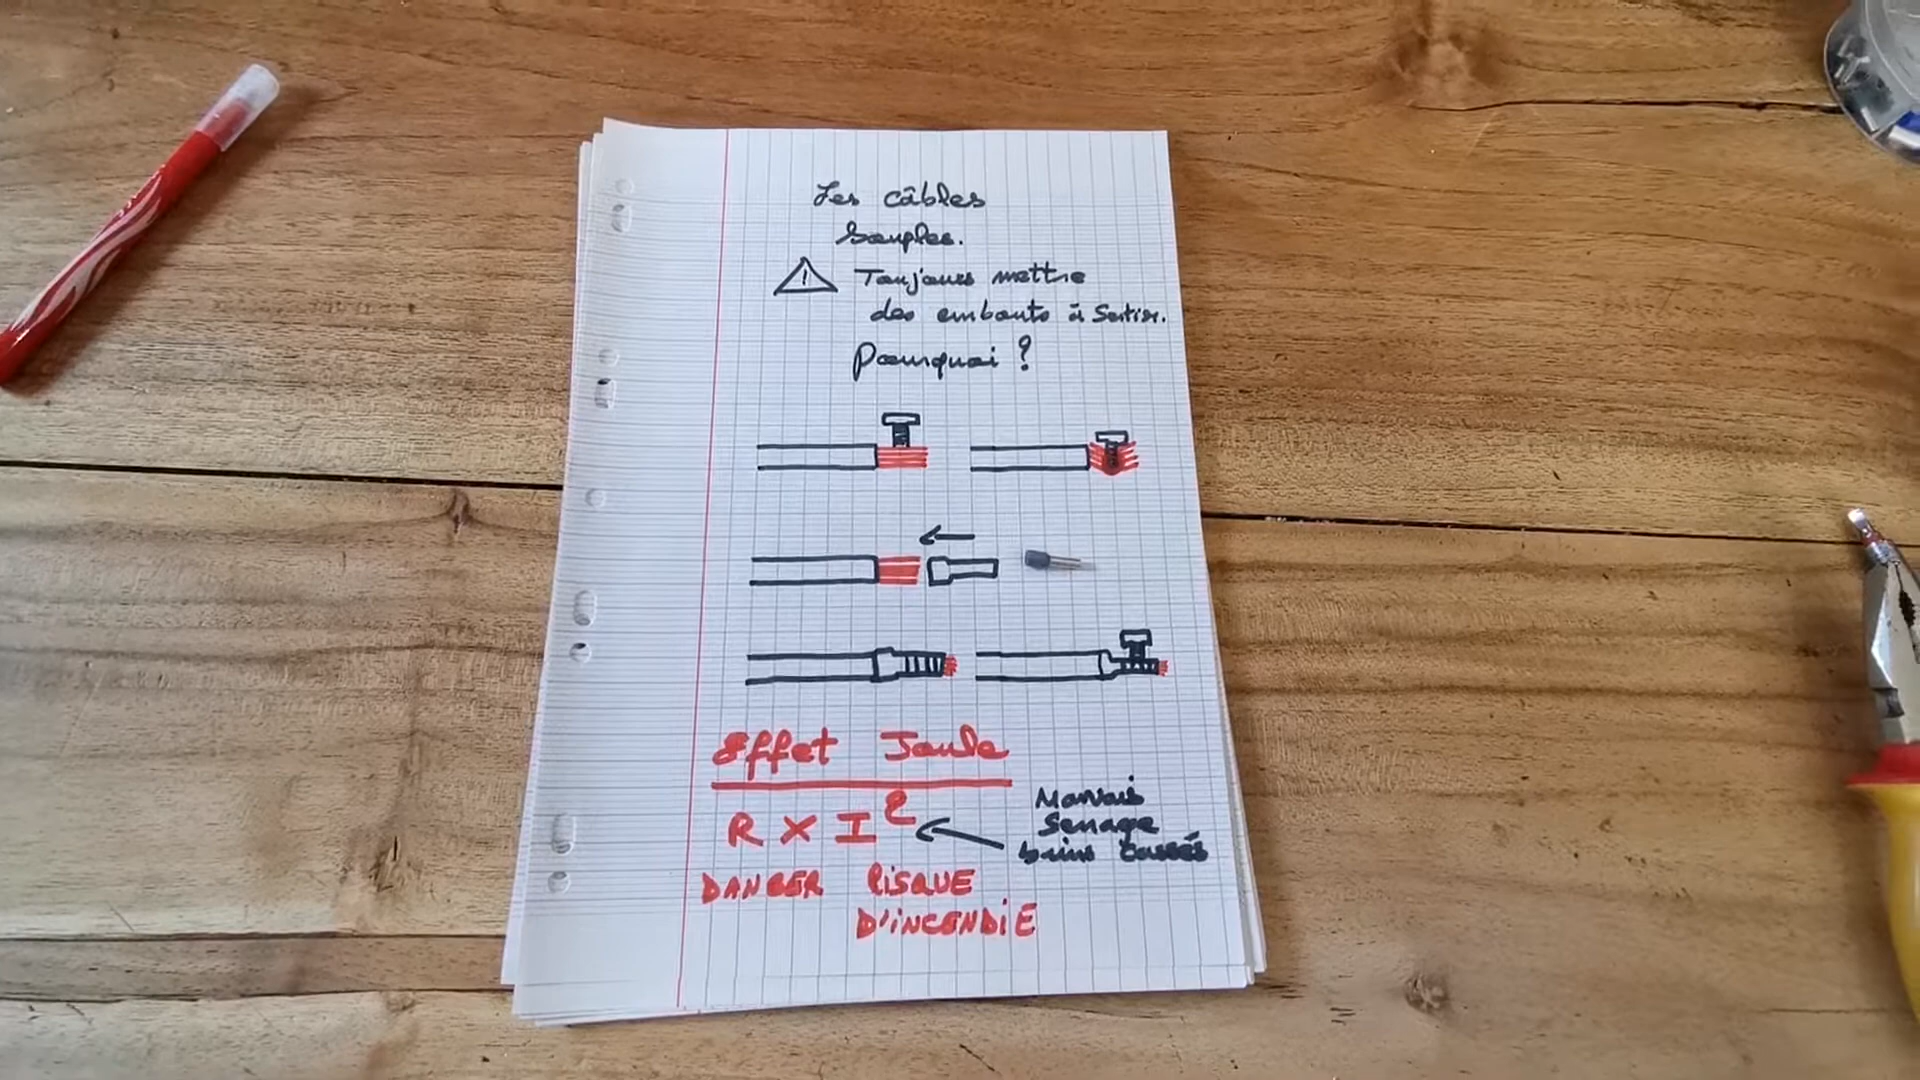 Les câbles
souples.
! Toujours mettre
des embouts à Sertir.
Pourquoi ?
Effet Joule
R X I²
Mauvais
Serrage
brins cassés
DANGER RISQUE
D'INCENDIE